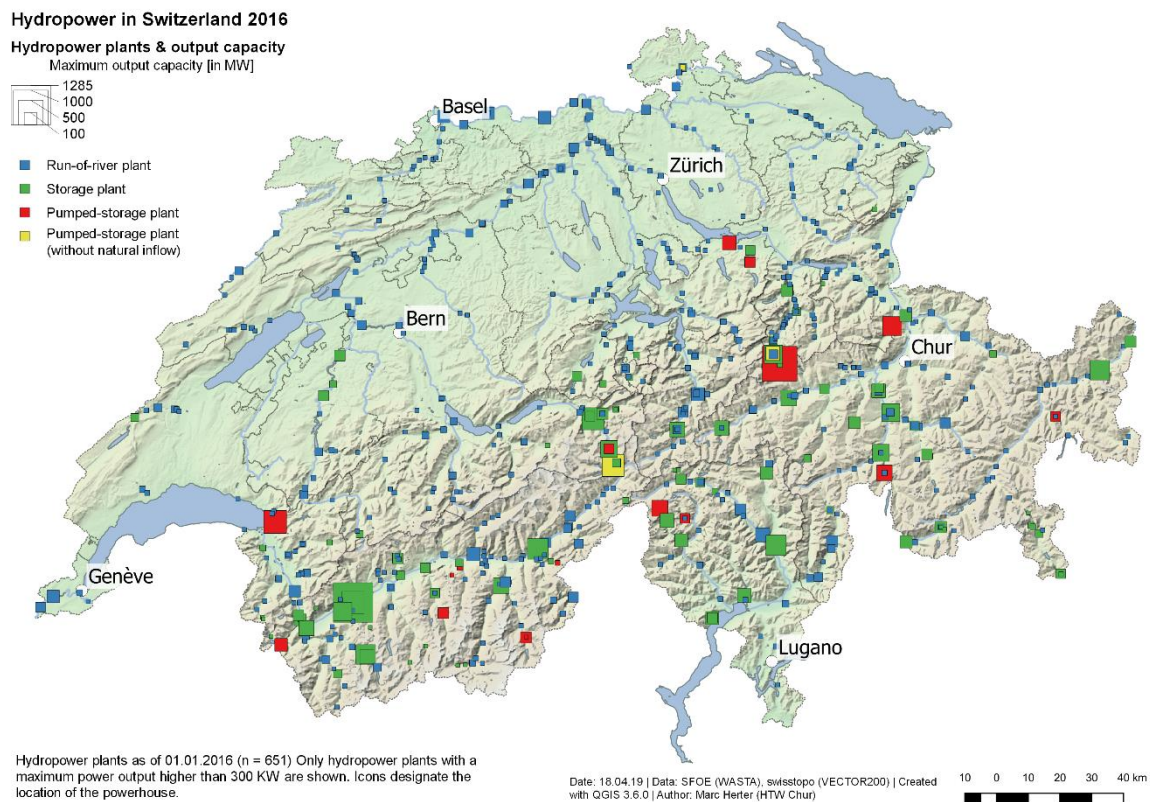 Hydropower in Switzerland 2016
Hydropower plants & output capacity
Maximum output capacity [in MW]
1285
1000
500
100
Run-of-river plant
Storage plant
Pumped-storage plant
Pumped-storage plant
(without natural inflow)
Basel
Zürich
Bern
Chur
Genève
Lugano
Hydropower plants as of 01.01.2016 (n = 651) Only hydropower plants with a
maximum power output higher than 300 KW are shown. Icons designate the
location of the powerhouse.
Date: 18.04.19 | Data: SFOE (WASTA), swisstopo (VECTOR200) | Created
with QGIS 3.6.0 | Author: Marc Herter (HTW Chur)
10 0 10 20 30 40 km